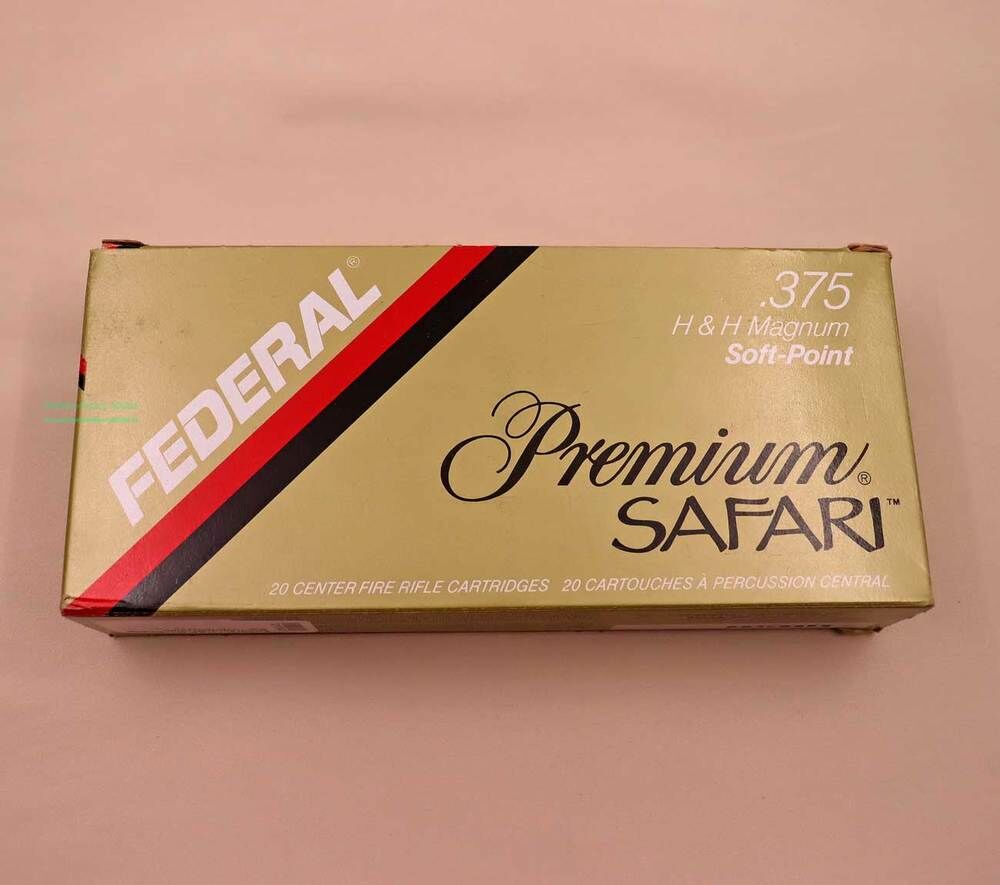 FEDERAL®
.375
H & H Magnum
Soft-Point
Premium®
SAFARI™
20 CENTER FIRE RIFLE CARTRIDGES 20 CARTOUCHES À PERCUSSION CENTRAL